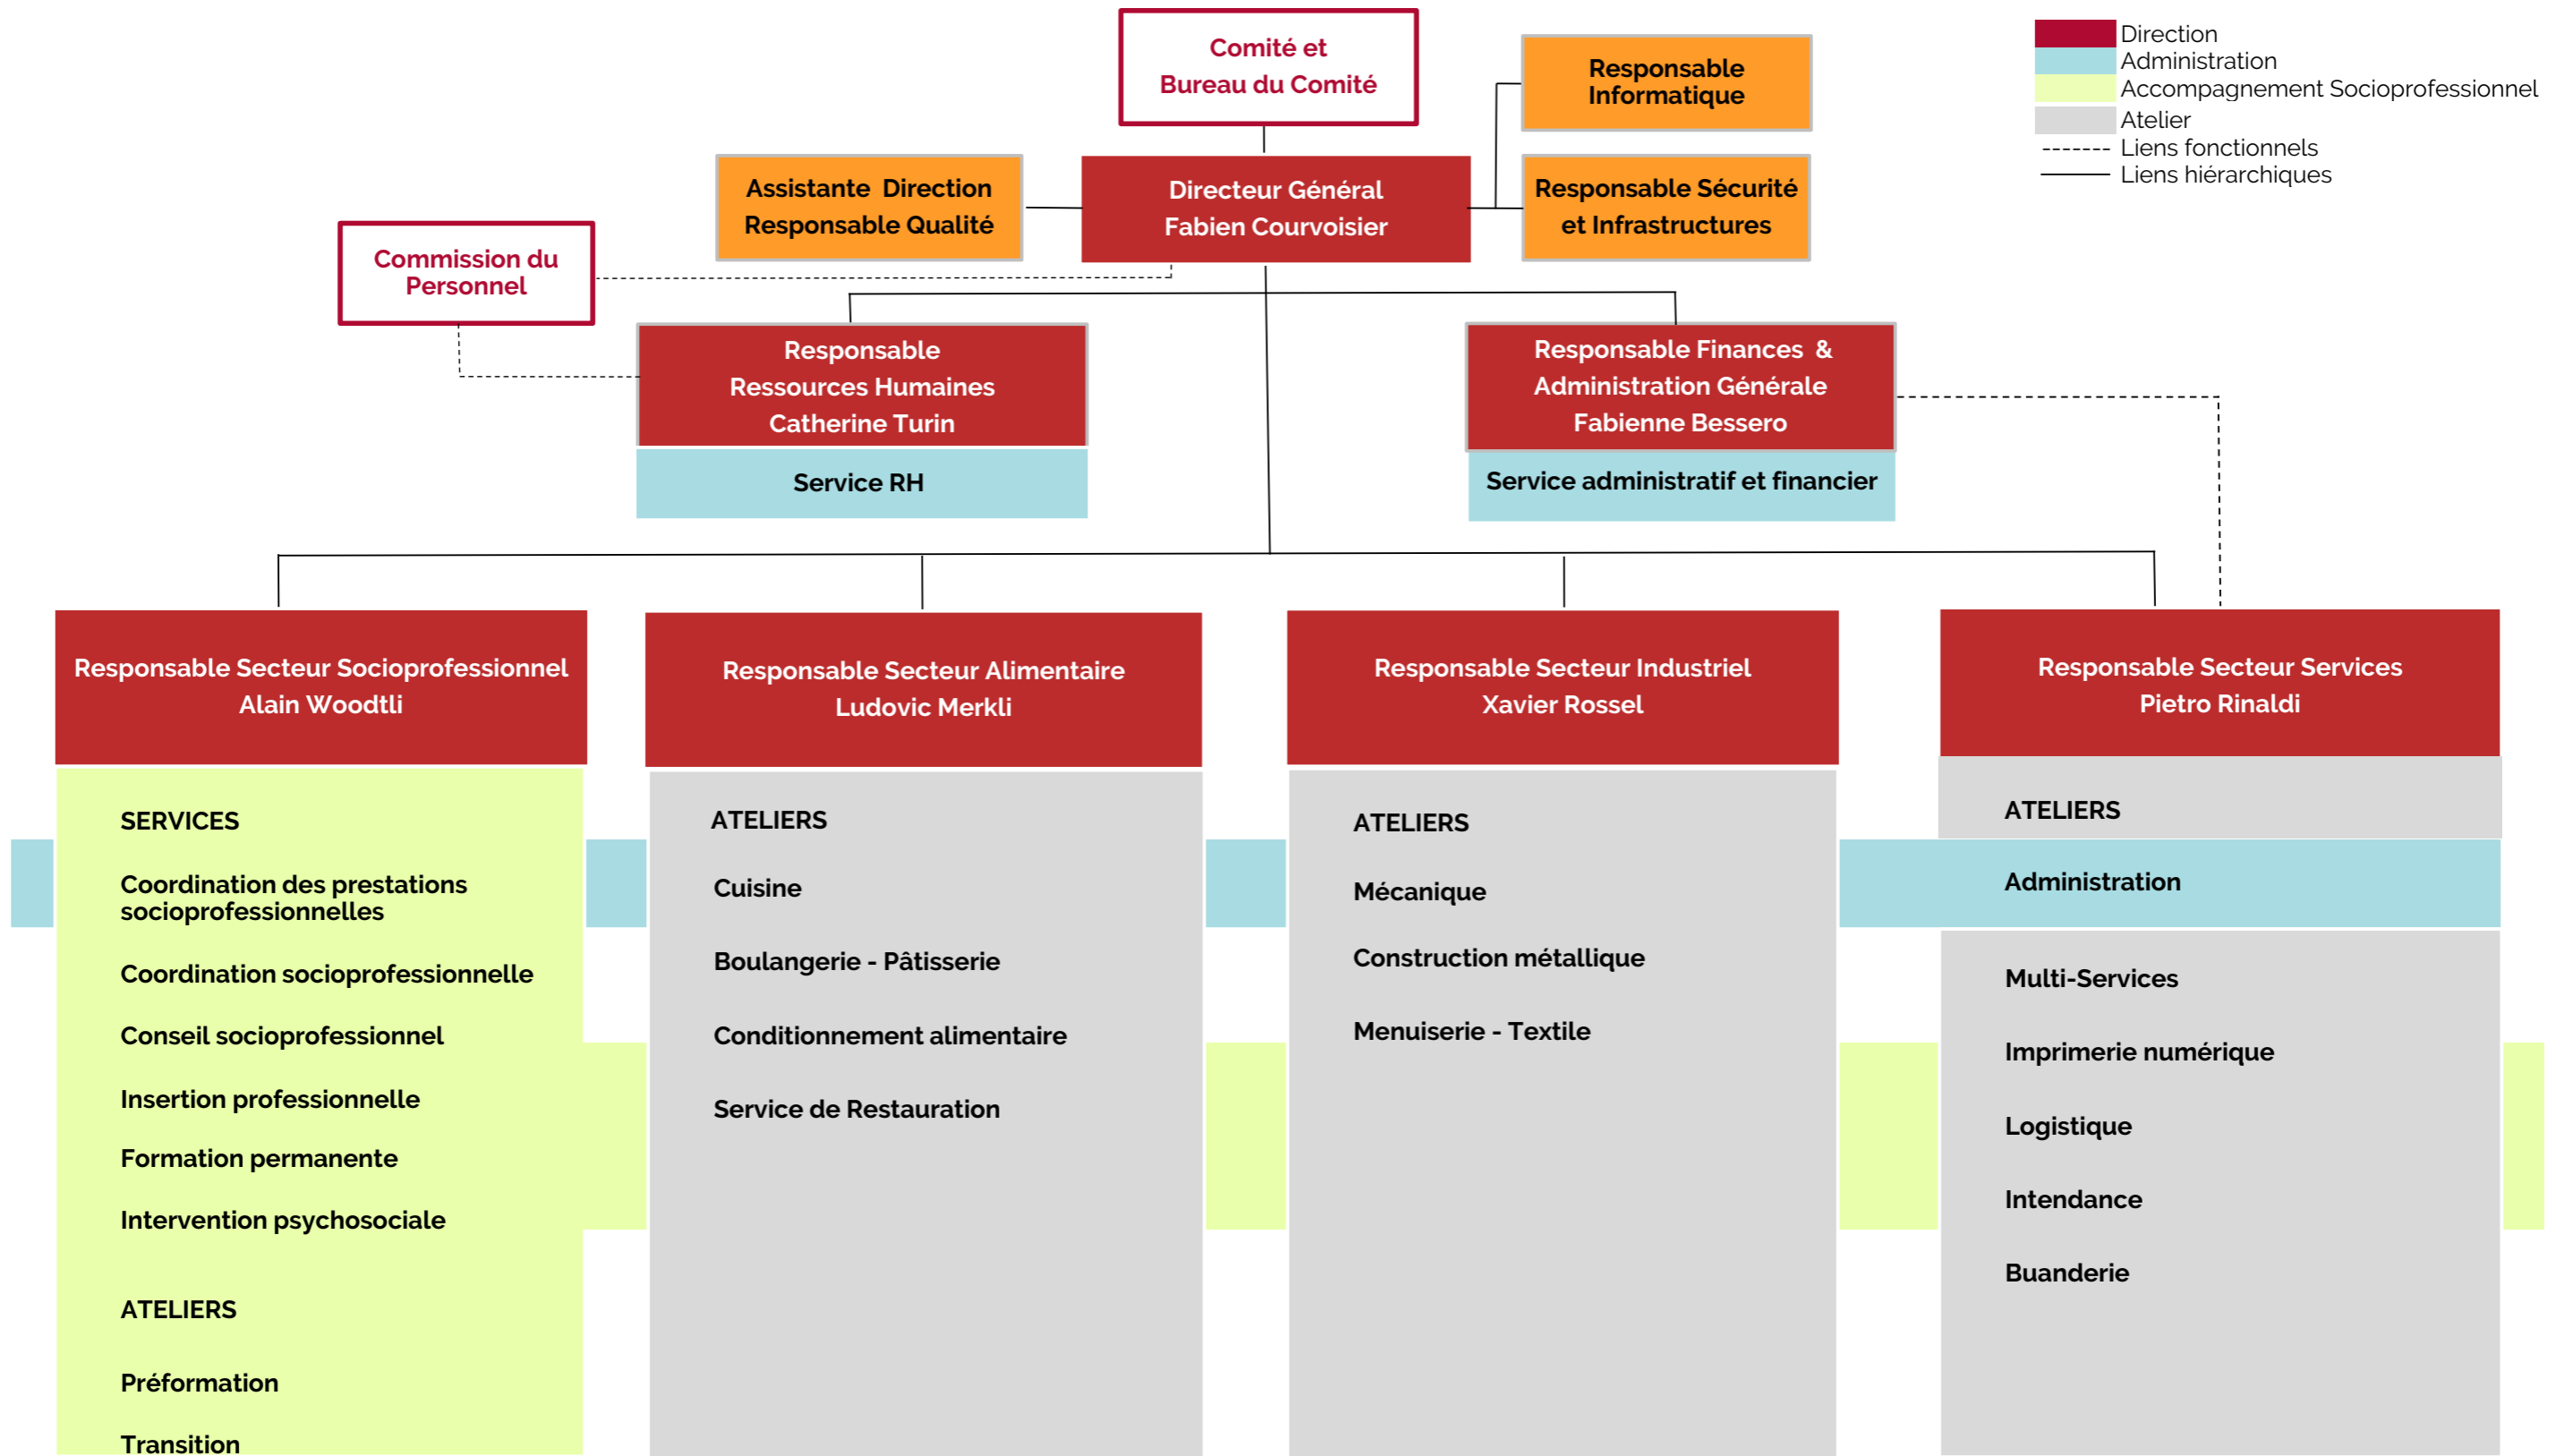 Comité et
Bureau du Comité
Responsable
Informatique
Direction
Administration
Accompagnement Socioprofessionnel
Atelier
Liens fonctionnels
Liens hiérarchiques
Assistante Direction
Responsable Qualité
Directeur Général
Fabien Courvoisier
Responsable Sécurité
et Infrastructures
Commission du
Personnel
Responsable
Ressources Humaines
Catherine Turin
Service RH
Responsable Finances &
Administration Générale
Fabienne Bessero
Service administratif et financier
Responsable Secteur Socioprofessionnel
Alain Woodtli
SERVICES
Coordination des prestations
socioprofessionnelles
Coordination socioprofessionnelle
Conseil socioprofessionnel
Insertion professionnelle
Formation permanente
Intervention psychosociale
ATELIERS
Préformation
Transition
Responsable Secteur Alimentaire
Ludovic Merkli
ATELIERS
Cuisine
Boulangerie - Pâtisserie
Conditionnement alimentaire
Service de Restauration
Responsable Secteur Industriel
Xavier Rossel
ATELIERS
Mécanique
Construction métallique
Menuiserie - Textile
Responsable Secteur Services
Pietro Rinaldi
ATELIERS
Administration
Multi-Services
Imprimerie numérique
Logistique
Intendance
Buanderie